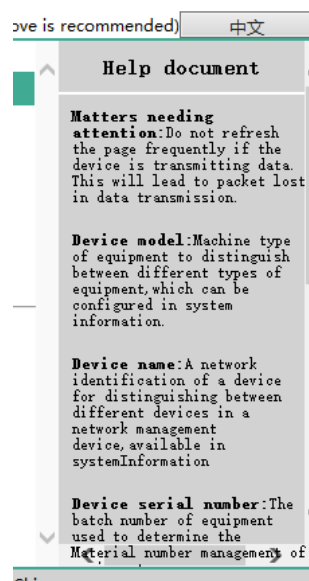 ove is recommended)
中文
Help document
Matters needing
attention:Do not refresh
the page frequently if the
device is transmitting data.
This will lead to packet lost
in data transmission.
Device model:Machine type
of equipment to distinguish
between different types of
equipment,which can be
configured in system
information.
Device name:A network
identification of a device
for distinguishing between
different devices in a
network management
device,available in
systemInformation
Device serial number:The
batch number of equipment
used to determine the
Material number management of